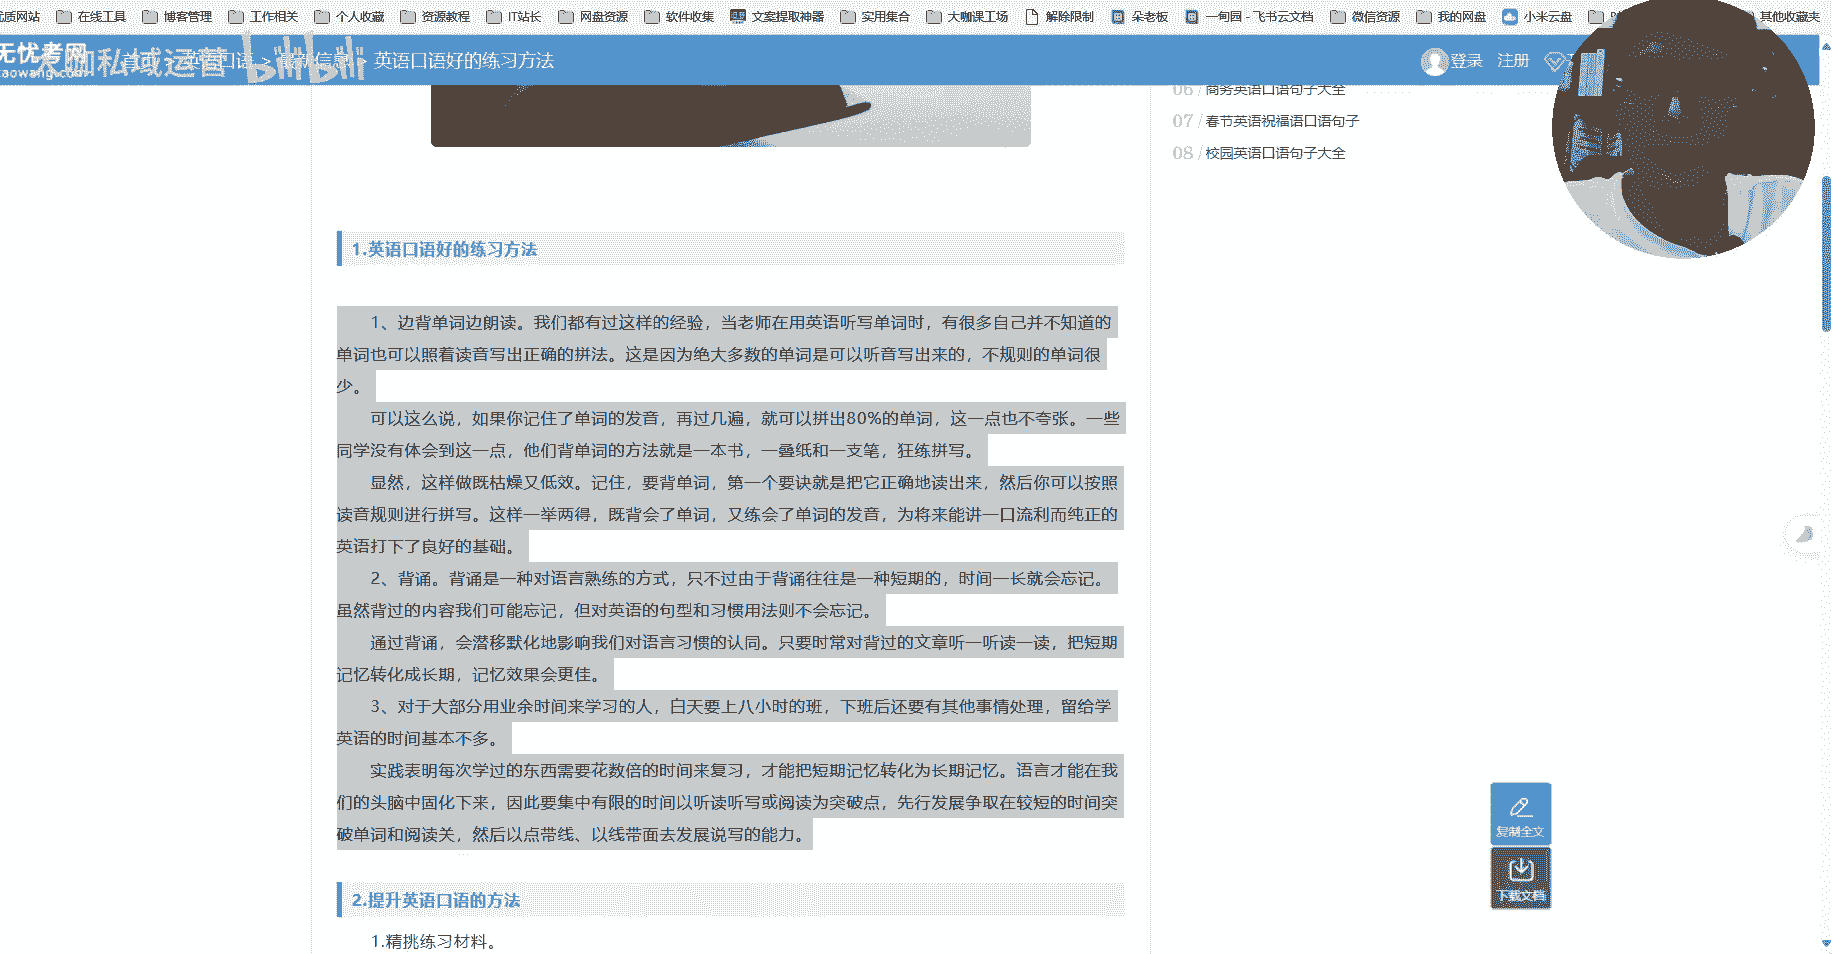 优质网站 在线工具 博客管理 工作相关 个人收藏 资源教程 IT站长 网盘资源 软件收集 文案提取神器 实用集合 大咖课工场 解除限制 朵老板 一甸园 - 飞书云文档 微信资源 我的网盘 小米云盘 其他收藏夹
无忧考网
大咖私域运营 bilibili
英语口语 > 最新信息 > 英语口语好的练习方法
登录 注册
06 / 商务英语口语句子大全
07 / 春节英语祝福语口语句子
08 / 校园英语口语句子大全
1.英语口语好的练习方法
1、边背单词边朗读。我们都有过这样的经验，当老师在用英语听写单词时，有很多自己并不知道的
单词也可以照着读音写出正确的拼法。这是因为绝大多数的单词是可以听音写出来的，不规则的单词很
少。
可以这么说，如果你记住了单词的发音，再过几遍，就可以拼出80%的单词，这一点也不夸张。一些
同学没有体会到这一点，他们背单词的方法就是一本书，一叠纸和一支笔，狂练拼写。
显然，这样做既枯燥又低效。记住，要背单词，第一个要诀就是把它正确地读出来，然后你可以按照
读音规则进行拼写。这样一举两得，既背会了单词，又练会了单词的发音，为将来能讲一口流利而纯正的
英语打下了良好的基础。
2、背诵。背诵是一种对语言熟练的方式，只不过由于背诵往往是一种短期的，时间一长就会忘记。
虽然背过的内容我们可能忘记，但对英语的句型和习惯用法则不会忘记。
通过背诵，会潜移默化地影响我们对语言习惯的认同。只要时常对背过的文章听一听读一读，把短期
记忆转化成长期，记忆效果会更佳。
3、对于大部分用业余时间来学习的人，白天要上八小时的班，下班后还要有其他事情处理，留给学
英语的时间基本不多。
实践表明每次学过的东西需要花数倍的时间来复习，才能把短期记忆转化为长期记忆。语言才能在我
们的头脑中固化下来，因此要集中有限的时间以听读听写或阅读为突破点，先行发展争取在较短的时间突
破单词和阅读关，然后以点带线、以线带面去发展说写的能力。
复制全文
下载文档
2.提升英语口语的方法
1.精挑练习材料。